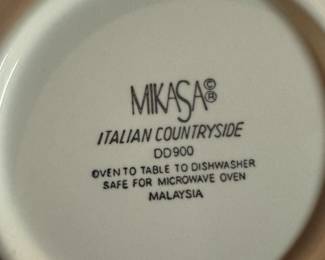 MIKASA©®
ITALIAN COUNTRYSIDE
DD900
OVEN TO TABLE TO DISHWASHER
SAFE FOR MICROWAVE OVEN
MALAYSIA